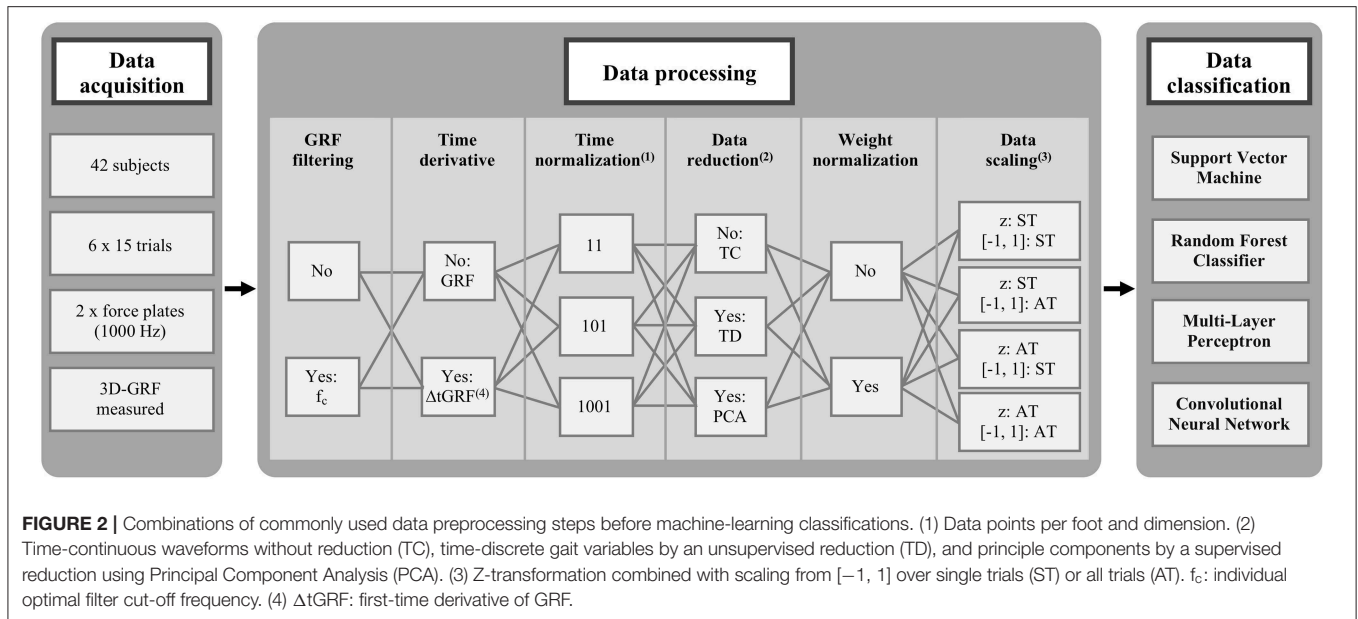 Data
acquisition
42 subjects
6 x 15 trials
2 x force plates
(1000 Hz)
3D-GRF
measured
Data processing
GRF
filtering
No
Yes:
fc
Time
derivative
No:
GRF
Yes:
ΔtGRF(4)
Time
normalization(1)
11
101
1001
Data
reduction(2)
No:
TC
Yes:
TD
Yes:
PCA
Weight
normalization
No
Yes
Data
scaling(3)
z: ST
[-1, 1]: ST
z: ST
[-1, 1]: AT
z: AT
[-1, 1]: ST
z: AT
[-1, 1]: AT
Data
classification
Support Vector
Machine
Random Forest
Classifier
Multi-Layer
Perceptron
Convolutional
Neural Network
FIGURE 2 | Combinations of commonly used data preprocessing steps before machine-learning classifications. (1) Data points per foot and dimension. (2)
Time-continuous waveforms without reduction (TC), time-discrete gait variables by an unsupervised reduction (TD), and principle components by a supervised
reduction using Principal Component Analysis (PCA). (3) Z-transformation combined with scaling from [−1, 1] over single trials (ST) or all trials (AT). fc: individual
optimal filter cut-off frequency. (4) ΔtGRF: first-time derivative of GRF.